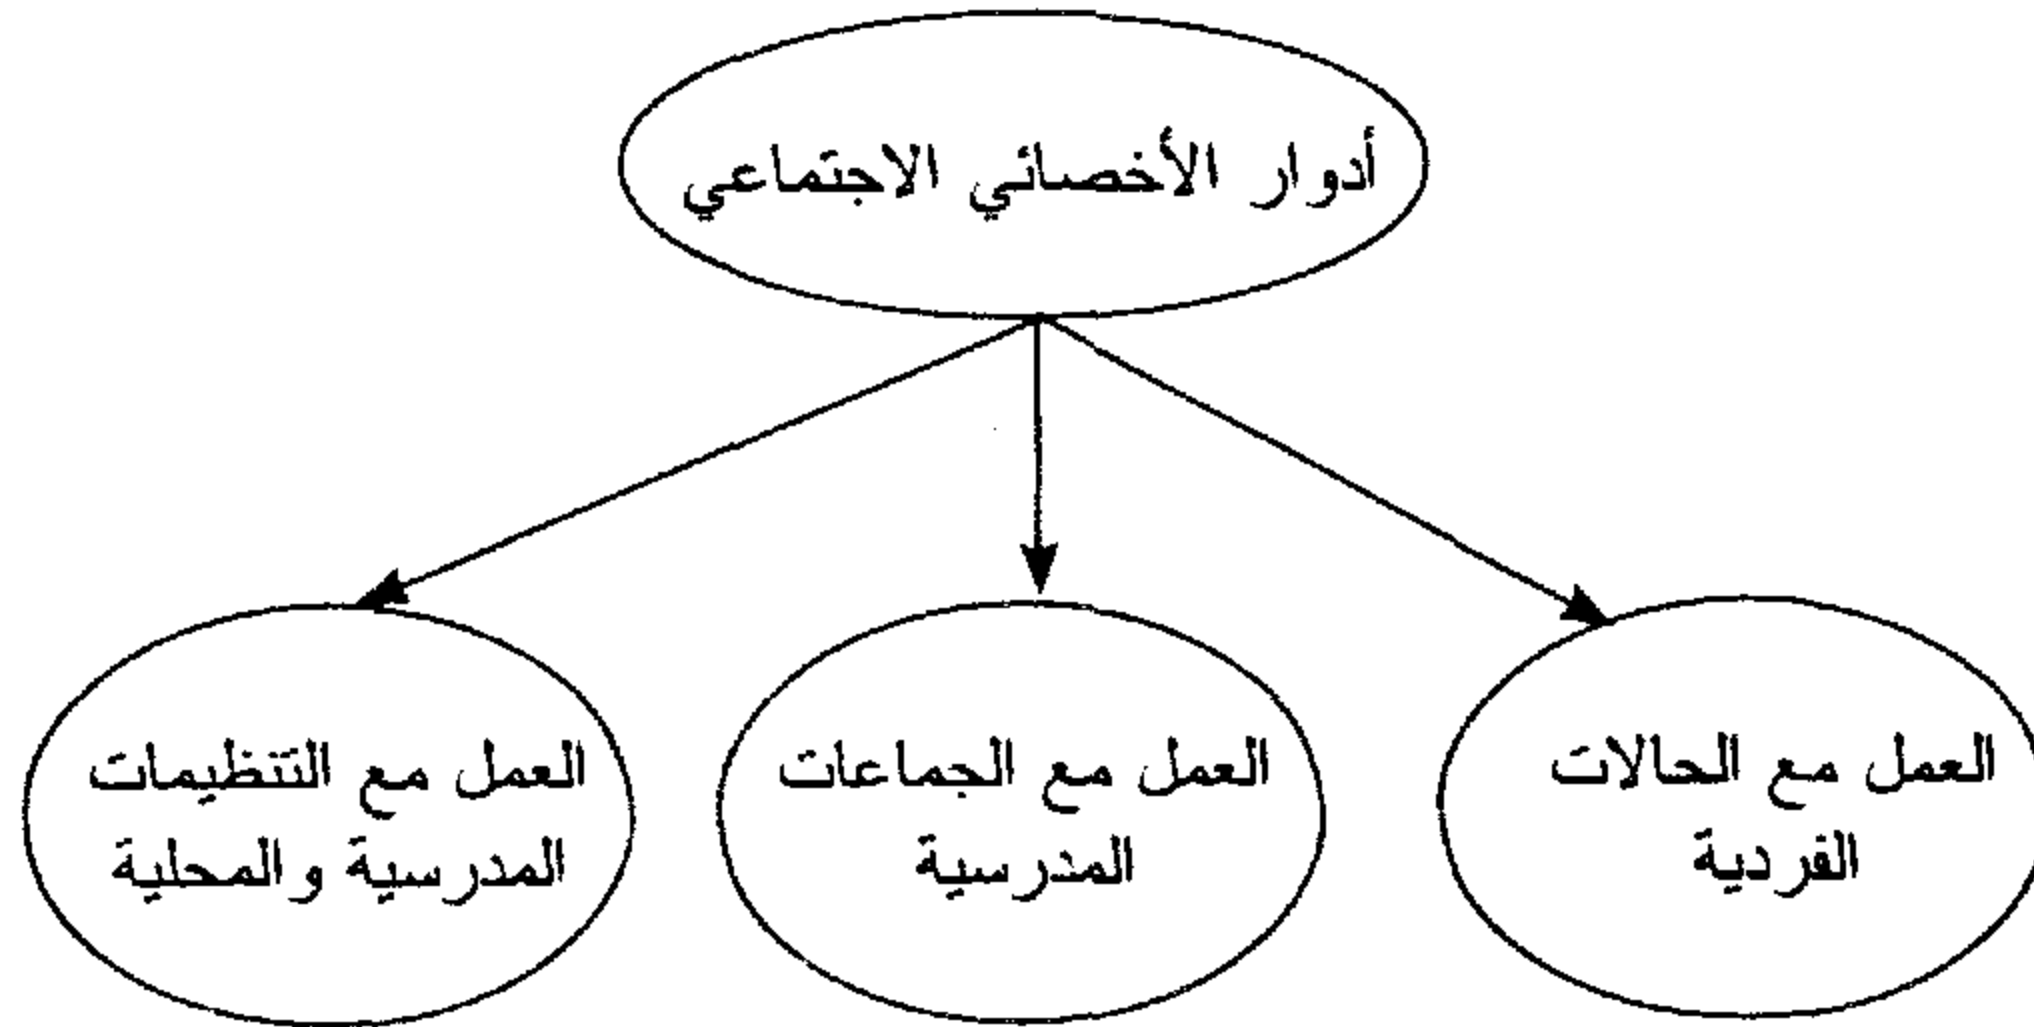 أدوار الأخصائي الاجتماعي
العمل مع الحالات
الفردية
العمل مع الجماعات
المدرسية
العمل مع التنظيمات
المدرسية والمحلية